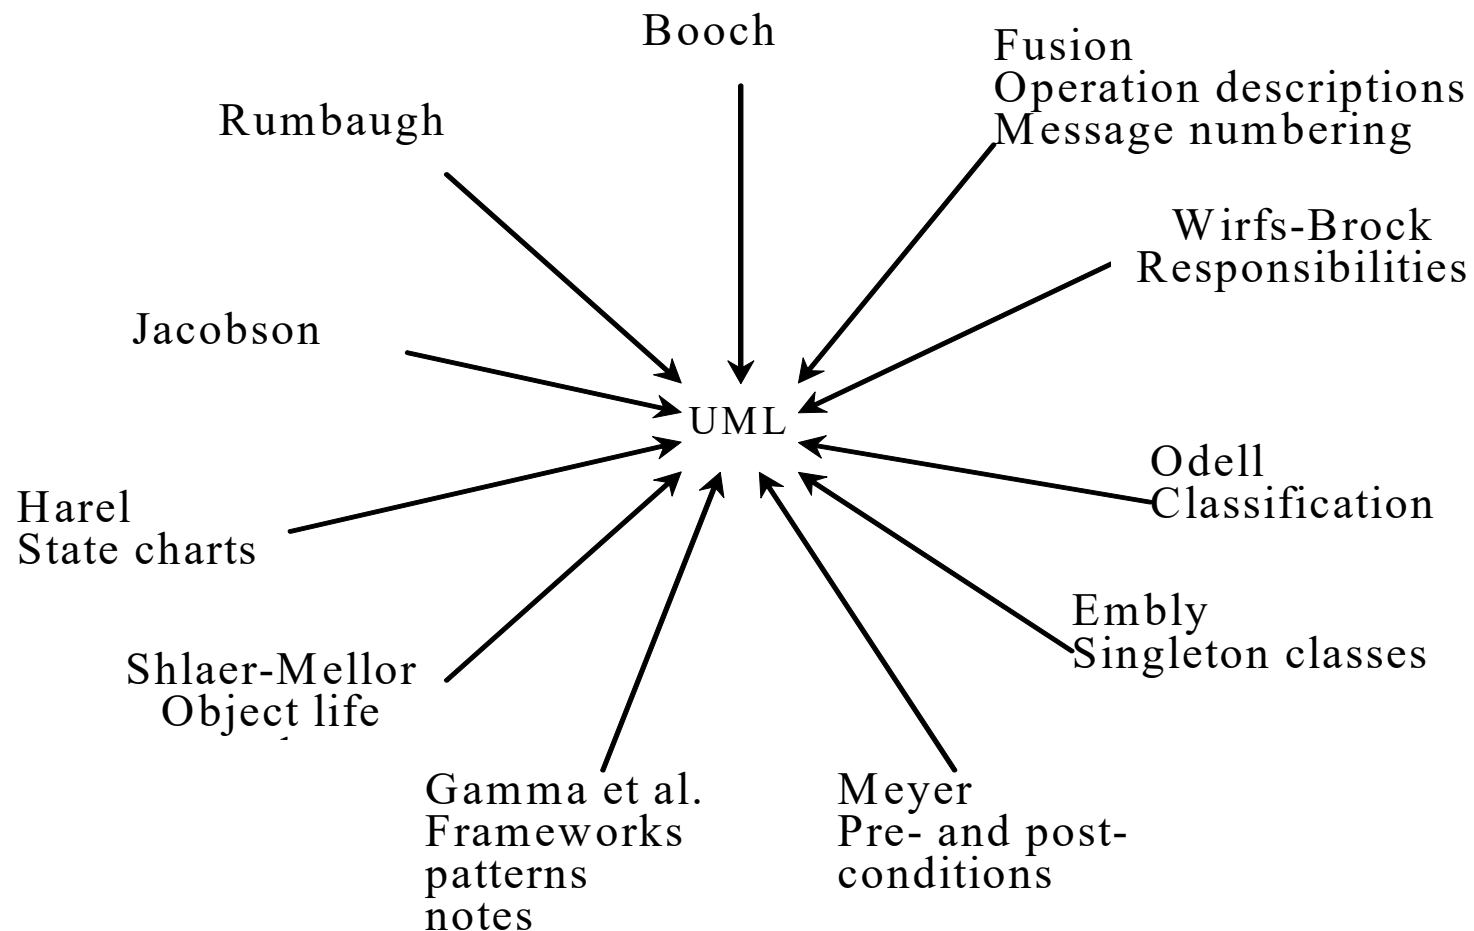 Booch
Fusion
Operation descriptions
Message numbering
Rumbaugh
Wirfs-Brock
Responsibilities
Jacobson
UML
Odell
Classification
Harel
State charts
Embly
Singleton classes
Shlaer-Mellor
Object life
Gamma et al.
Frameworks
patterns
notes
Meyer
Pre- and post-
conditions